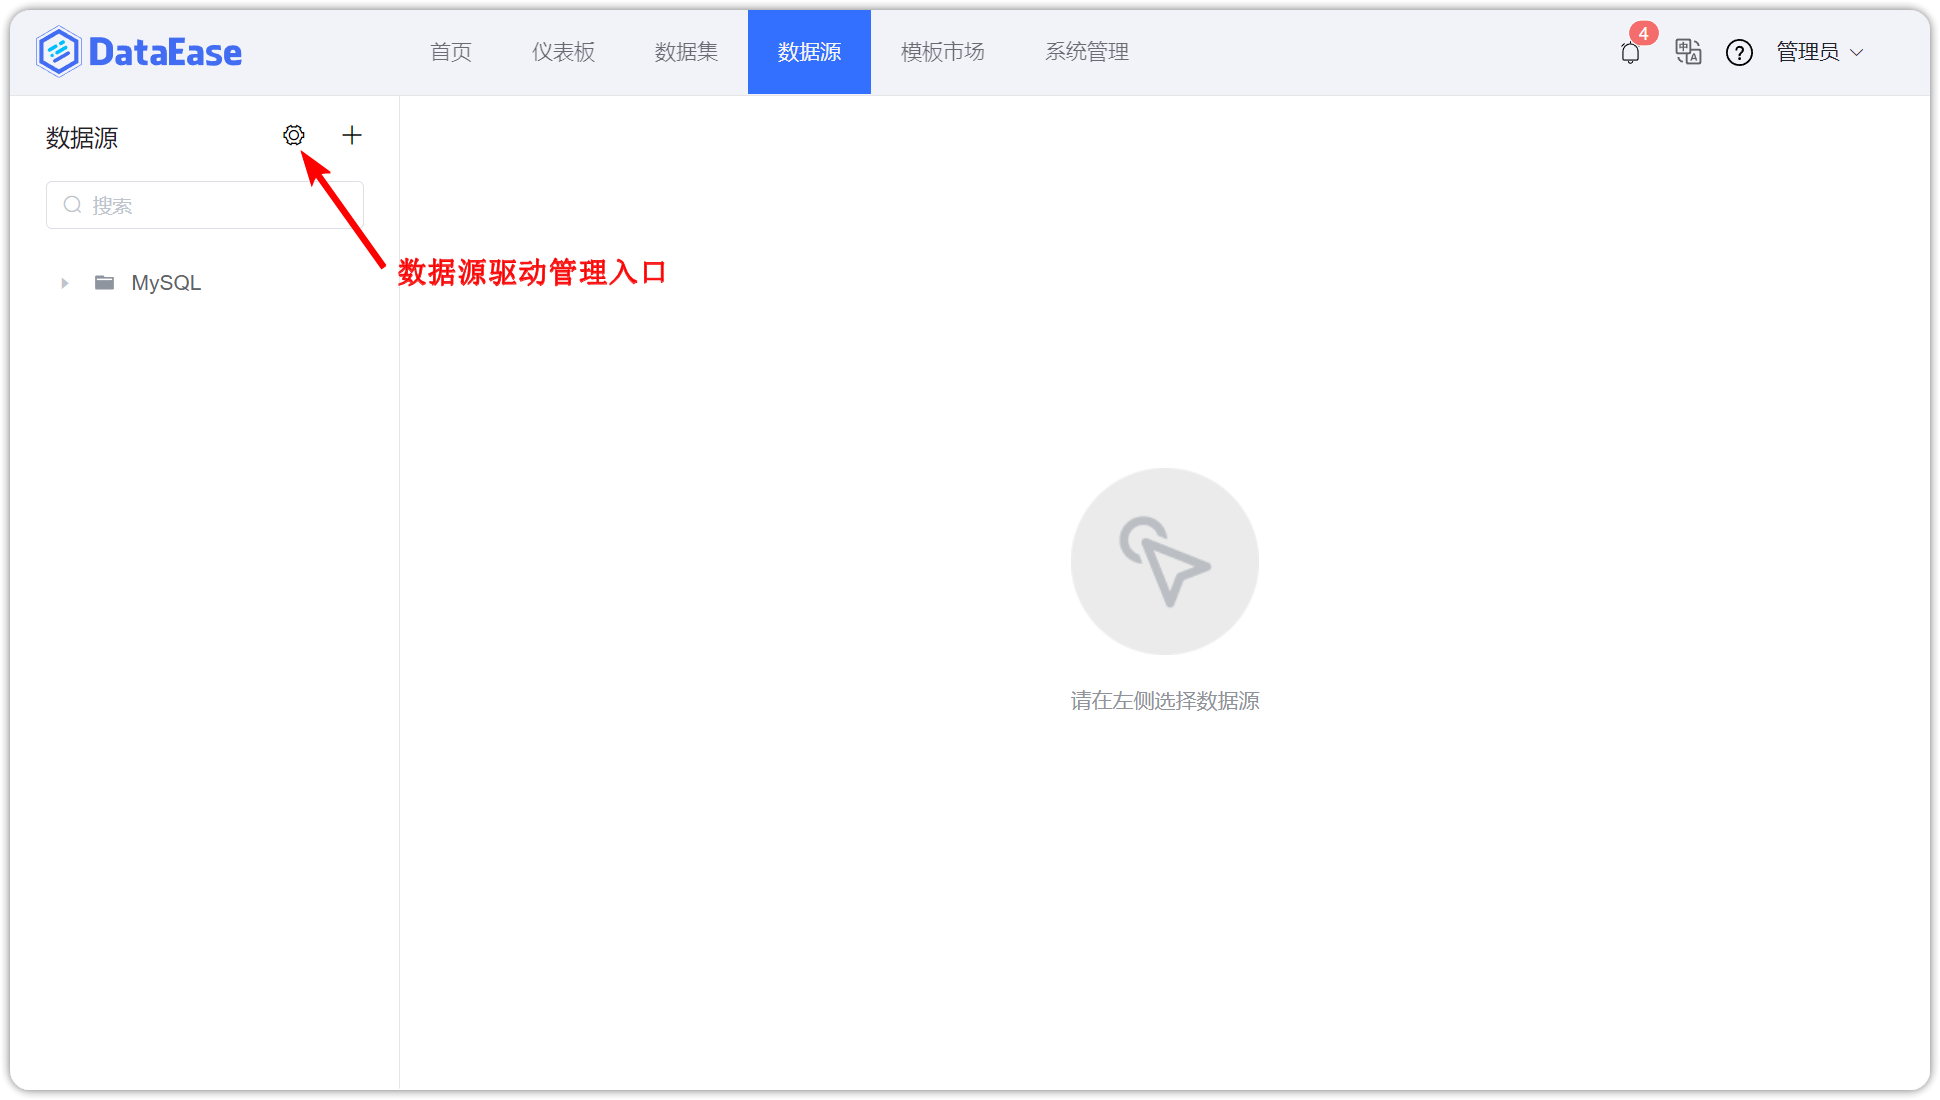 DataEase
首页 仪表板 数据集 数据源 模板市场 系统管理 4 中 A ? 管理员
数据源
搜索
MySQL
数据源驱动管理入口
请在左侧选择数据源